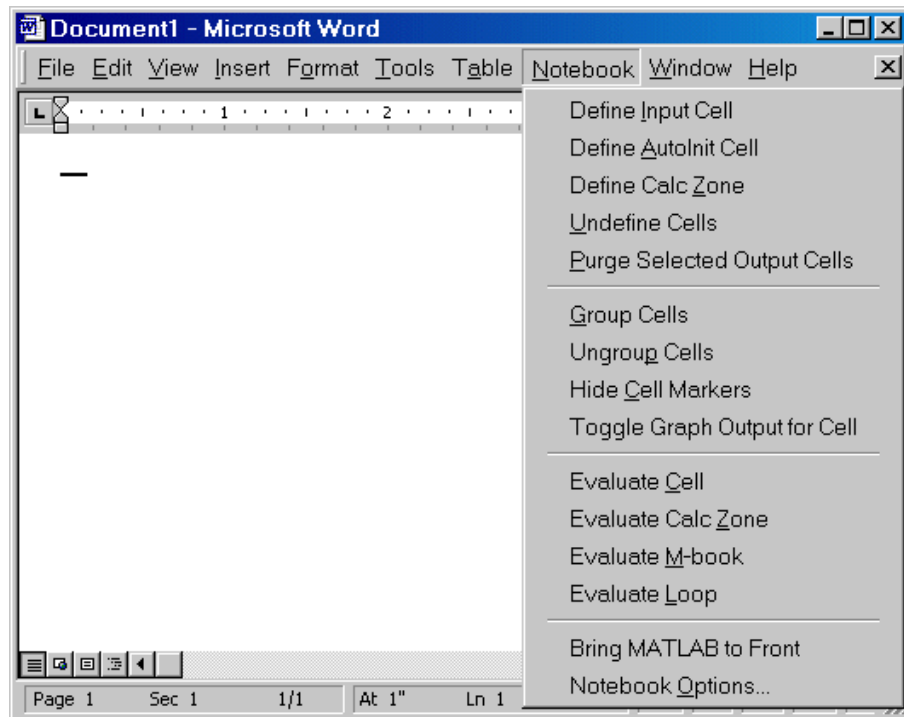 Document1 - Microsoft Word
File Edit View Insert Format Tools Table Notebook Window Help
1 2
Define Input Cell
Define AutoInit Cell
Define Calc Zone
Undefine Cells
Purge Selected Output Cells
Group Cells
Ungroup Cells
Hide Cell Markers
Toggle Graph Output for Cell
Evaluate Cell
Evaluate Calc Zone
Evaluate M-book
Evaluate Loop
Bring MATLAB to Front
Notebook Options...
Page 1 Sec 1 1/1 At 1" Ln 1